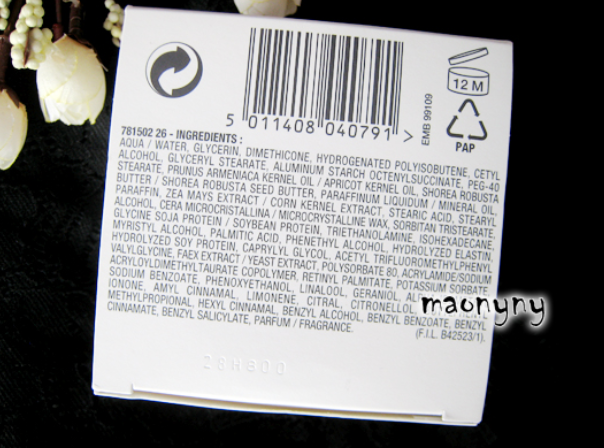 12 M
PAP
EMB 99109
5 011408 040791 >
781502 26 - INGREDIENTS :
AQUA / WATER, GLYCERIN, DIMETHICONE, HYDROGENATED POLYISOBUTENE, CETYL
ALCOHOL, GLYCERYL STEARATE, ALUMINUM STARCH OCTENYLSUCCINATE, PEG-40
STEARATE, PRUNUS ARMENIACA KERNEL OIL / APRICOT KERNEL OIL, SHOREA ROBUSTA
BUTTER / SHOREA ROBUSTA SEED BUTTER, PARAFFINUM LIQUIDUM / MINERAL OIL,
PARAFFIN, ZEA MAYS EXTRACT / CORN KERNEL EXTRACT, STEARIC ACID, STEARYL
ALCOHOL, CERA MICROCRISTALLINA / MICROCRYSTALLINE WAX, SORBITAN TRISTEARATE,
GLYCINE SOJA PROTEIN / SOYBEAN PROTEIN, TRIETHANOLAMINE, ISOHEXADECANE,
MYRISTYL ALCOHOL, PALMITIC ACID, PHENETHYL ALCOHOL, HYDROLYZED ELASTIN,
HYDROLYZED SOY PROTEIN, CAPRYLYL GLYCOL, ACETYL TRIFLUOROMETHYLPHENYL
VALYLGLYCINE, FAEX EXTRACT / YEAST EXTRACT, POLYSORBATE 80, ACRYLAMIDE/SODIUM
ACRYLOYLDIMETHYLTAURATE COPOLYMER, RETINYL PALMITATE, POTASSIUM SORBATE,
SODIUM BENZOATE, PHENOXYETHANOL, LINALOOL, GERANIOL,
IONONE, AMYL CINNAMAL, LIMONENE, CITRAL, CITRONELLOL,
METHYLPROPIONAL, HEXYL CINNAMAL, BENZYL ALCOHOL, BENZYL BENZOATE, BENZYL
CINNAMATE, BENZYL SALICYLATE, PARFUM / FRAGRANCE.
(F.I.L. B42523/1).
maonyny